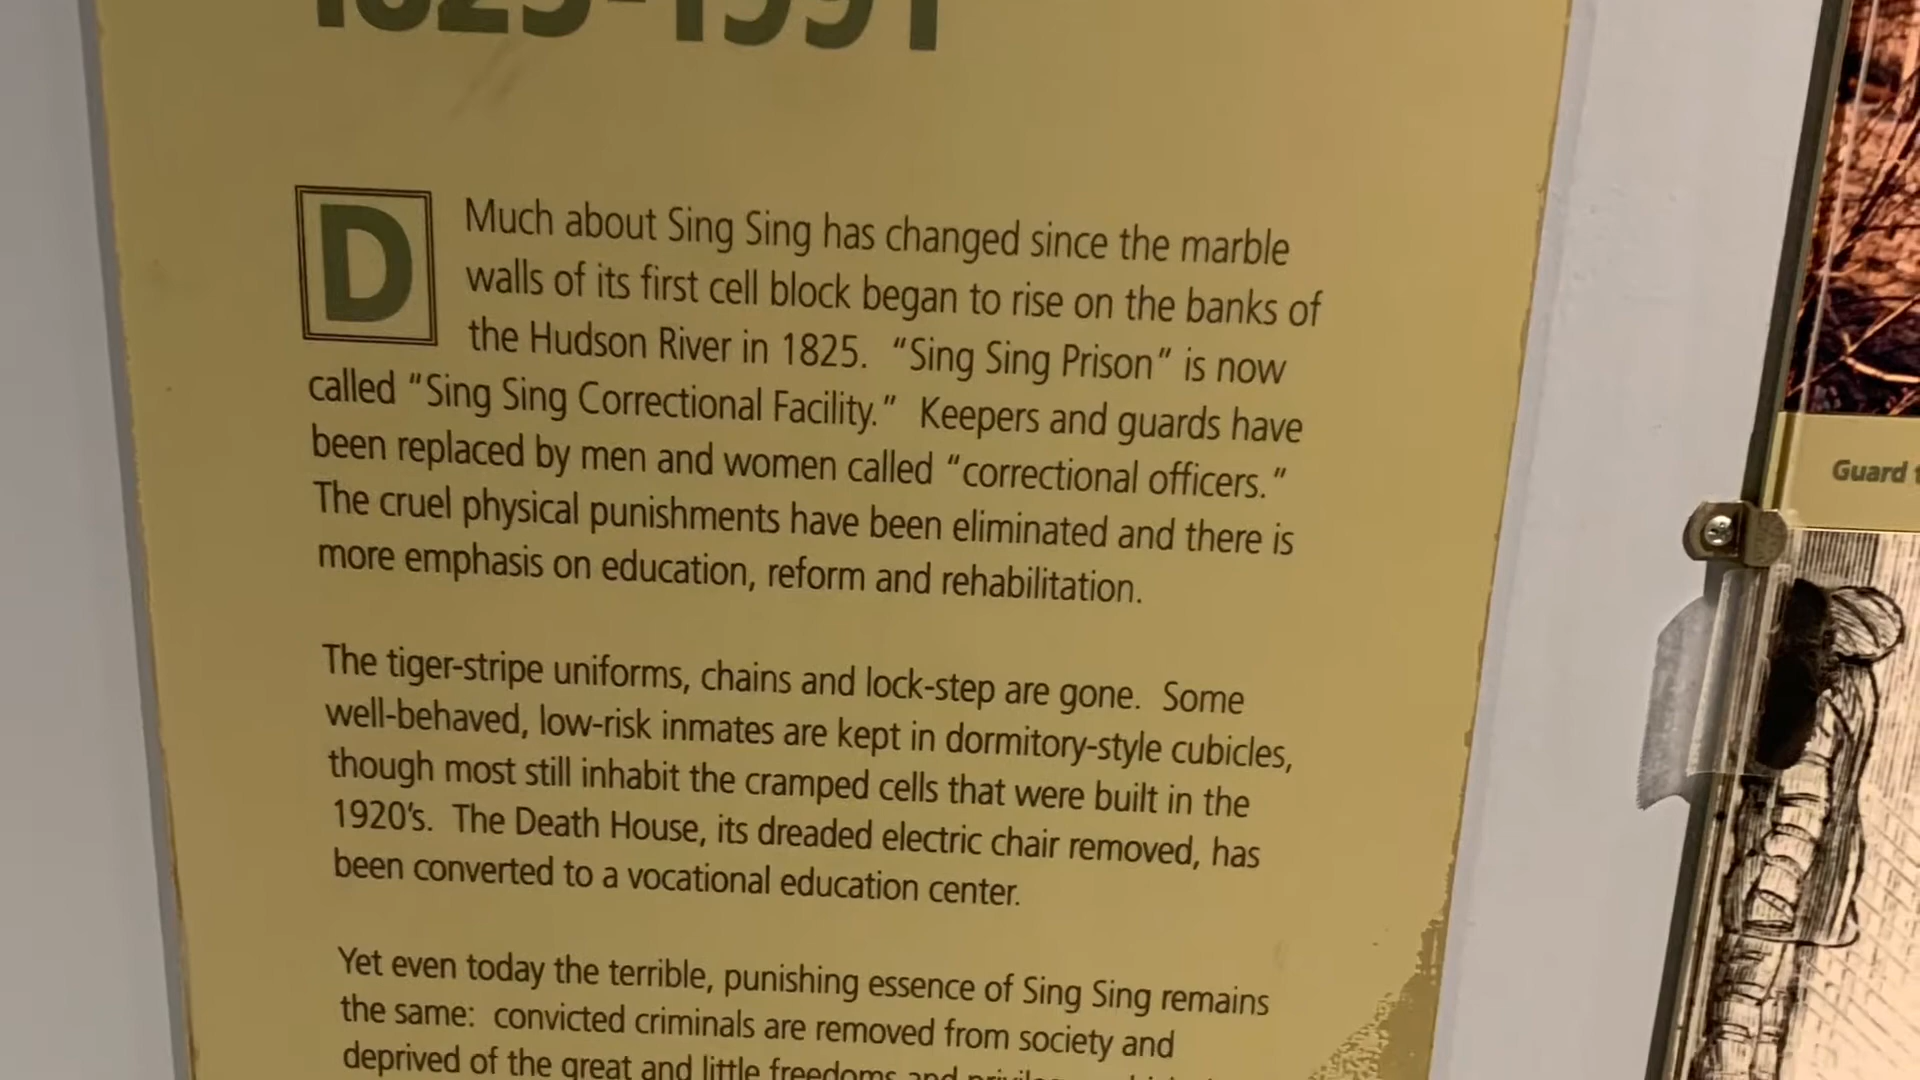 1825-1991
D
Much about Sing Sing has changed since the marble
walls of its first cell block began to rise on the banks of
the Hudson River in 1825. “Sing Sing Prison” is now
called “Sing Sing Correctional Facility.” Keepers and guards have
been replaced by men and women called “correctional officers.”
The cruel physical punishments have been eliminated and there is
more emphasis on education, reform and rehabilitation.
The tiger-stripe uniforms, chains and lock-step are gone. Some
well-behaved, low-risk inmates are kept in dormitory-style cubicles,
though most still inhabit the cramped cells that were built in the
1920’s. The Death House, its dreaded electric chair removed, has
been converted to a vocational education center.
Yet even today the terrible, punishing essence of Sing Sing remains
the same: convicted criminals are removed from society and
deprived of the great and little freedoms and
Guard